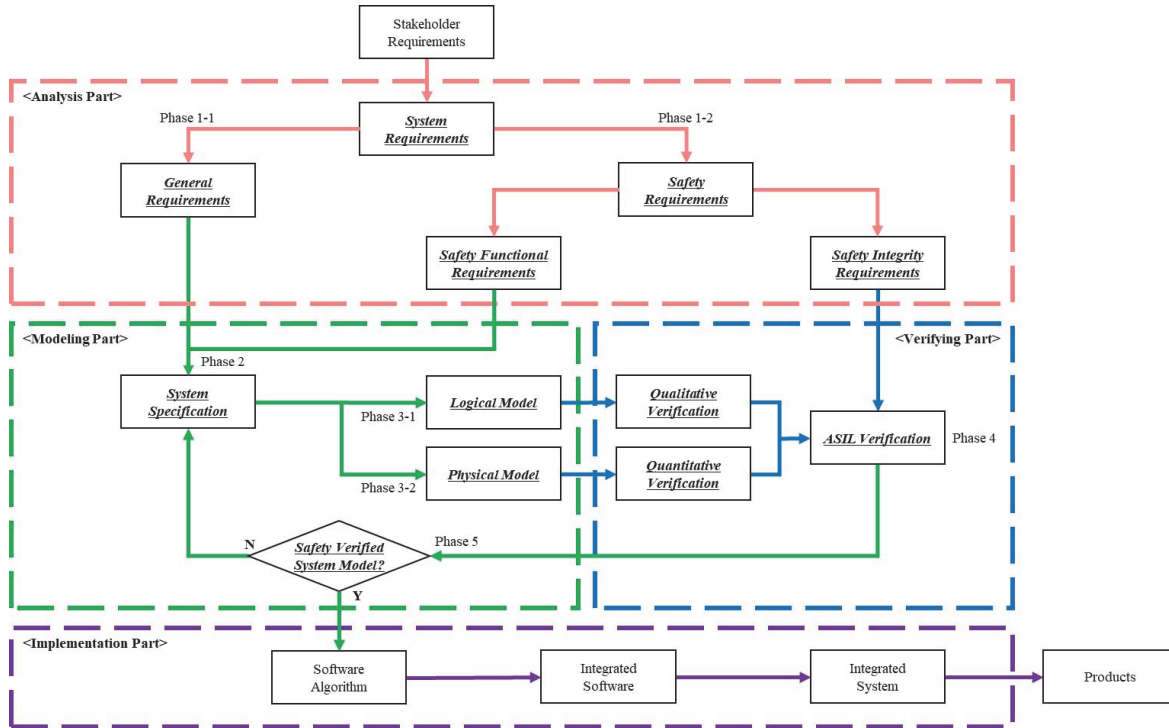 Stakeholder
Requirements
<Analysis Part>
Phase 1-1
System
Requirements
Phase 1-2
General
Requirements
Safety
Requirements
Safety Functional
Requirements
Safety Integrity
Requirements
<Modeling Part>
<Verifying Part>
Phase 2
System
Specification
Phase 3-1
Logical Model
Qualitative
Verification
ASIL Verification
Phase 4
Phase 3-2
Physical Model
Quantitative
Verification
N
Safety Verified
System Model?
Phase 5
Y
<Implementation Part>
Software
Algorithm
Integrated
Software
Integrated
System
Products